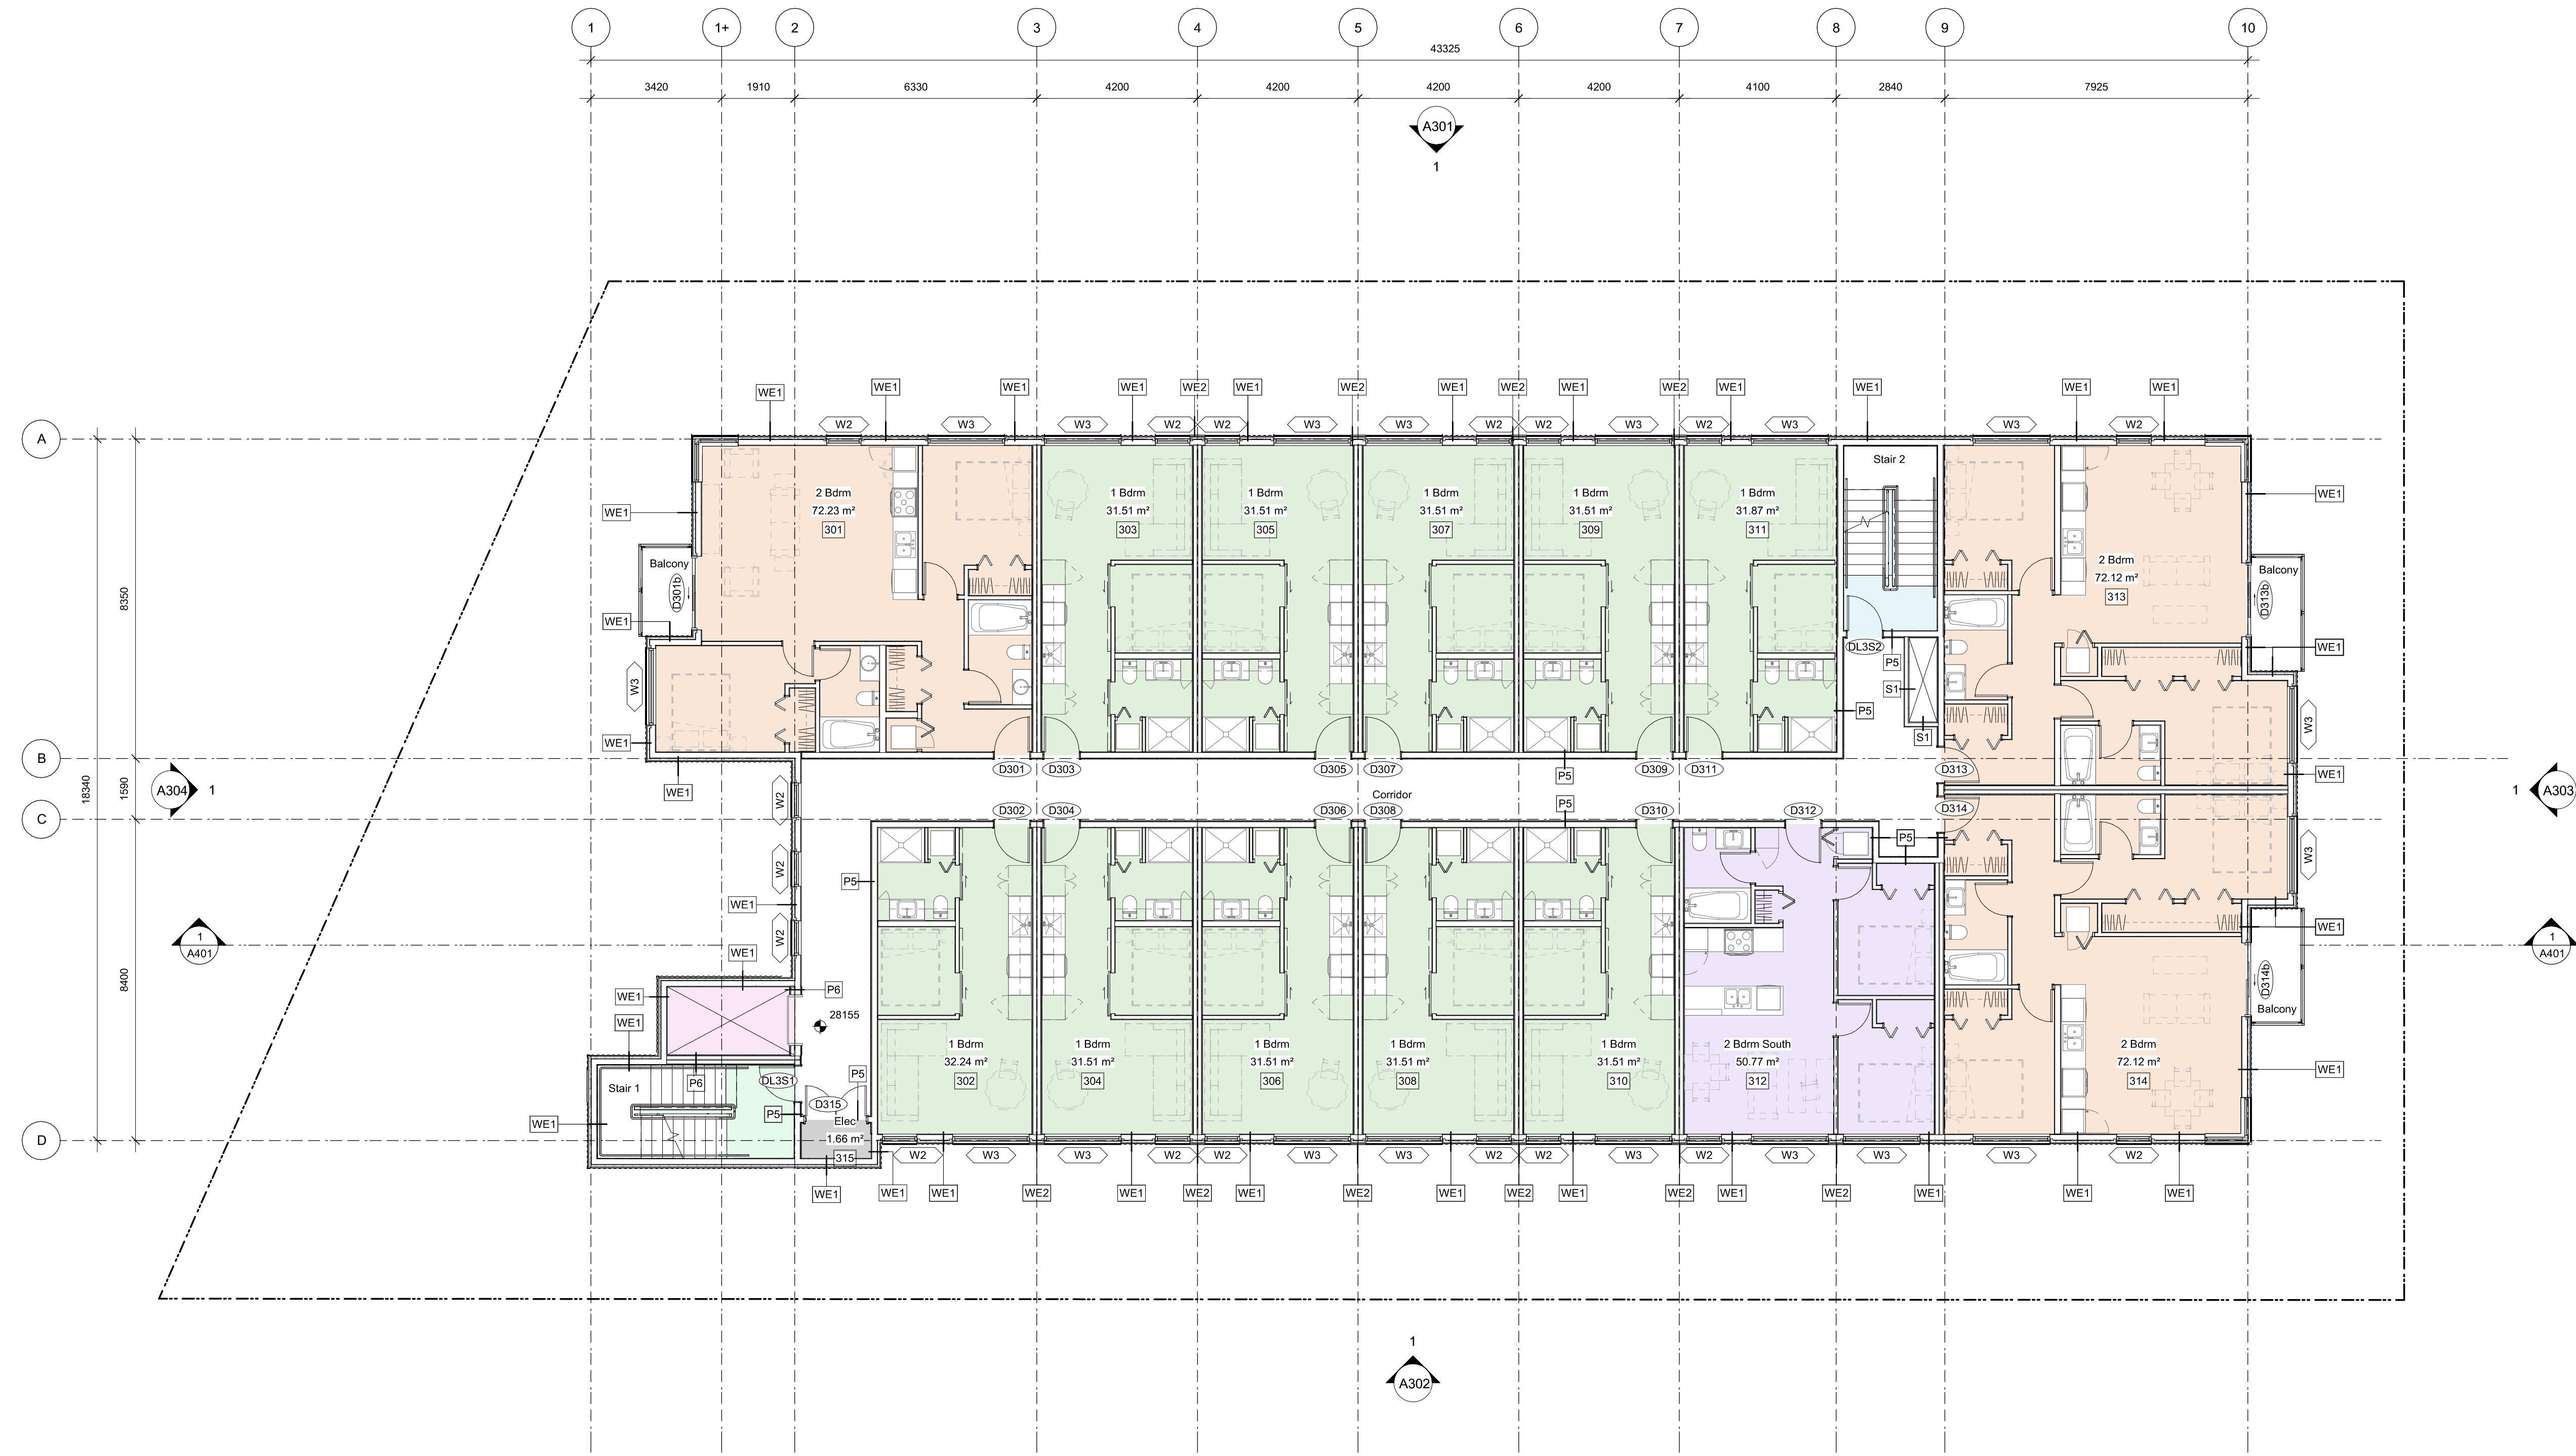 1 1+ 2 3 4 5 6 7 8 9 10
43325
3420 1910 6330 4200 4200 4200 4200 4100 2840 7925
A301
1
WE1 WE1 WE1 WE1 WE2 WE1 WE2 WE1 WE2 WE1 WE2 WE1 WE1 WE1 WE1
W2 W3 W3 W2 W2 W3 W3 W2 W2 W3 W2 W3 W3 W2
A
Stair 2
2 Bdrm
72.23 m²
301
1 Bdrm
31.51 m²
303
1 Bdrm
31.51 m²
305
1 Bdrm
31.51 m²
307
1 Bdrm
31.51 m²
309
1 Bdrm
31.87 m²
311
2 Bdrm
72.12 m²
313
WE1
WE1
Balcony
D301b
Balcony
D313b
8350
WE1
W3
WE1
WE1
DL3S2
P5
S1
P5
S1
WE1
W3
WE1
B
D301 D303 D305 D307 P5 D309 D311 D313
18340
1590
A304
1
Corridor
1
A303
C
D302 D304 D306 D308 P5 D310 D312 D314
W2
W2
W2
P5
P5
W3
WE1
WE1
1
A401
1
A401
8400
WE1
WE1
WE1
P6
28155
D314b
Balcony
1 Bdrm
32.24 m²
302
1 Bdrm
31.51 m²
304
1 Bdrm
31.51 m²
306
1 Bdrm
31.51 m²
308
1 Bdrm
31.51 m²
310
2 Bdrm South
50.77 m²
312
2 Bdrm
72.12 m²
314
WE1
Stair 1
P6
DL3S1
P5
P5
D315
Elec
1.66 m²
315
WE1
D
W2 W3 W3 W2 W2 W3 W3 W2 W2 W3 W2 W3 W3 W3 W2
WE1 WE1 WE1 WE2 WE1 WE2 WE1 WE2 WE1 WE2 WE1 WE2 WE1 WE2 WE1 WE1 WE1
1
A302